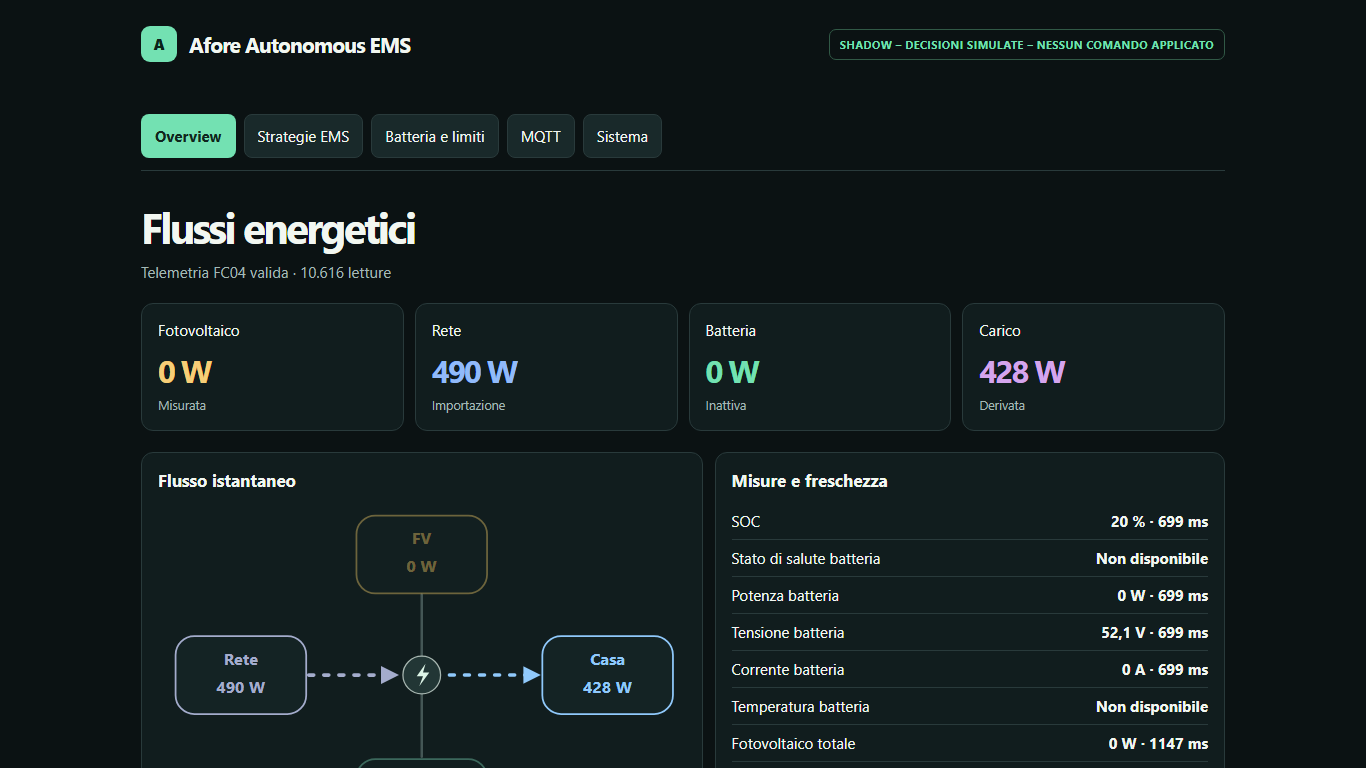 A
Afore Autonomous EMS
SHADOW – DECISIONI SIMULATE – NESSUN COMANDO APPLICATO
Overview
Strategie EMS
Batteria e limiti
MQTT
Sistema
Flussi energetici
Telemetria FC04 valida · 10.616 letture
Fotovoltaico
0 W
Misurata
Rete
490 W
Importazione
Batteria
0 W
Inattiva
Carico
428 W
Derivata
Flusso istantaneo
FV
0 W
Rete
490 W
Casa
428 W
Misure e freschezza
SOC 20 % · 699 ms
Stato di salute batteria Non disponibile
Potenza batteria 0 W · 699 ms
Tensione batteria 52,1 V · 699 ms
Corrente batteria 0 A · 699 ms
Temperatura batteria Non disponibile
Fotovoltaico totale 0 W · 1147 ms